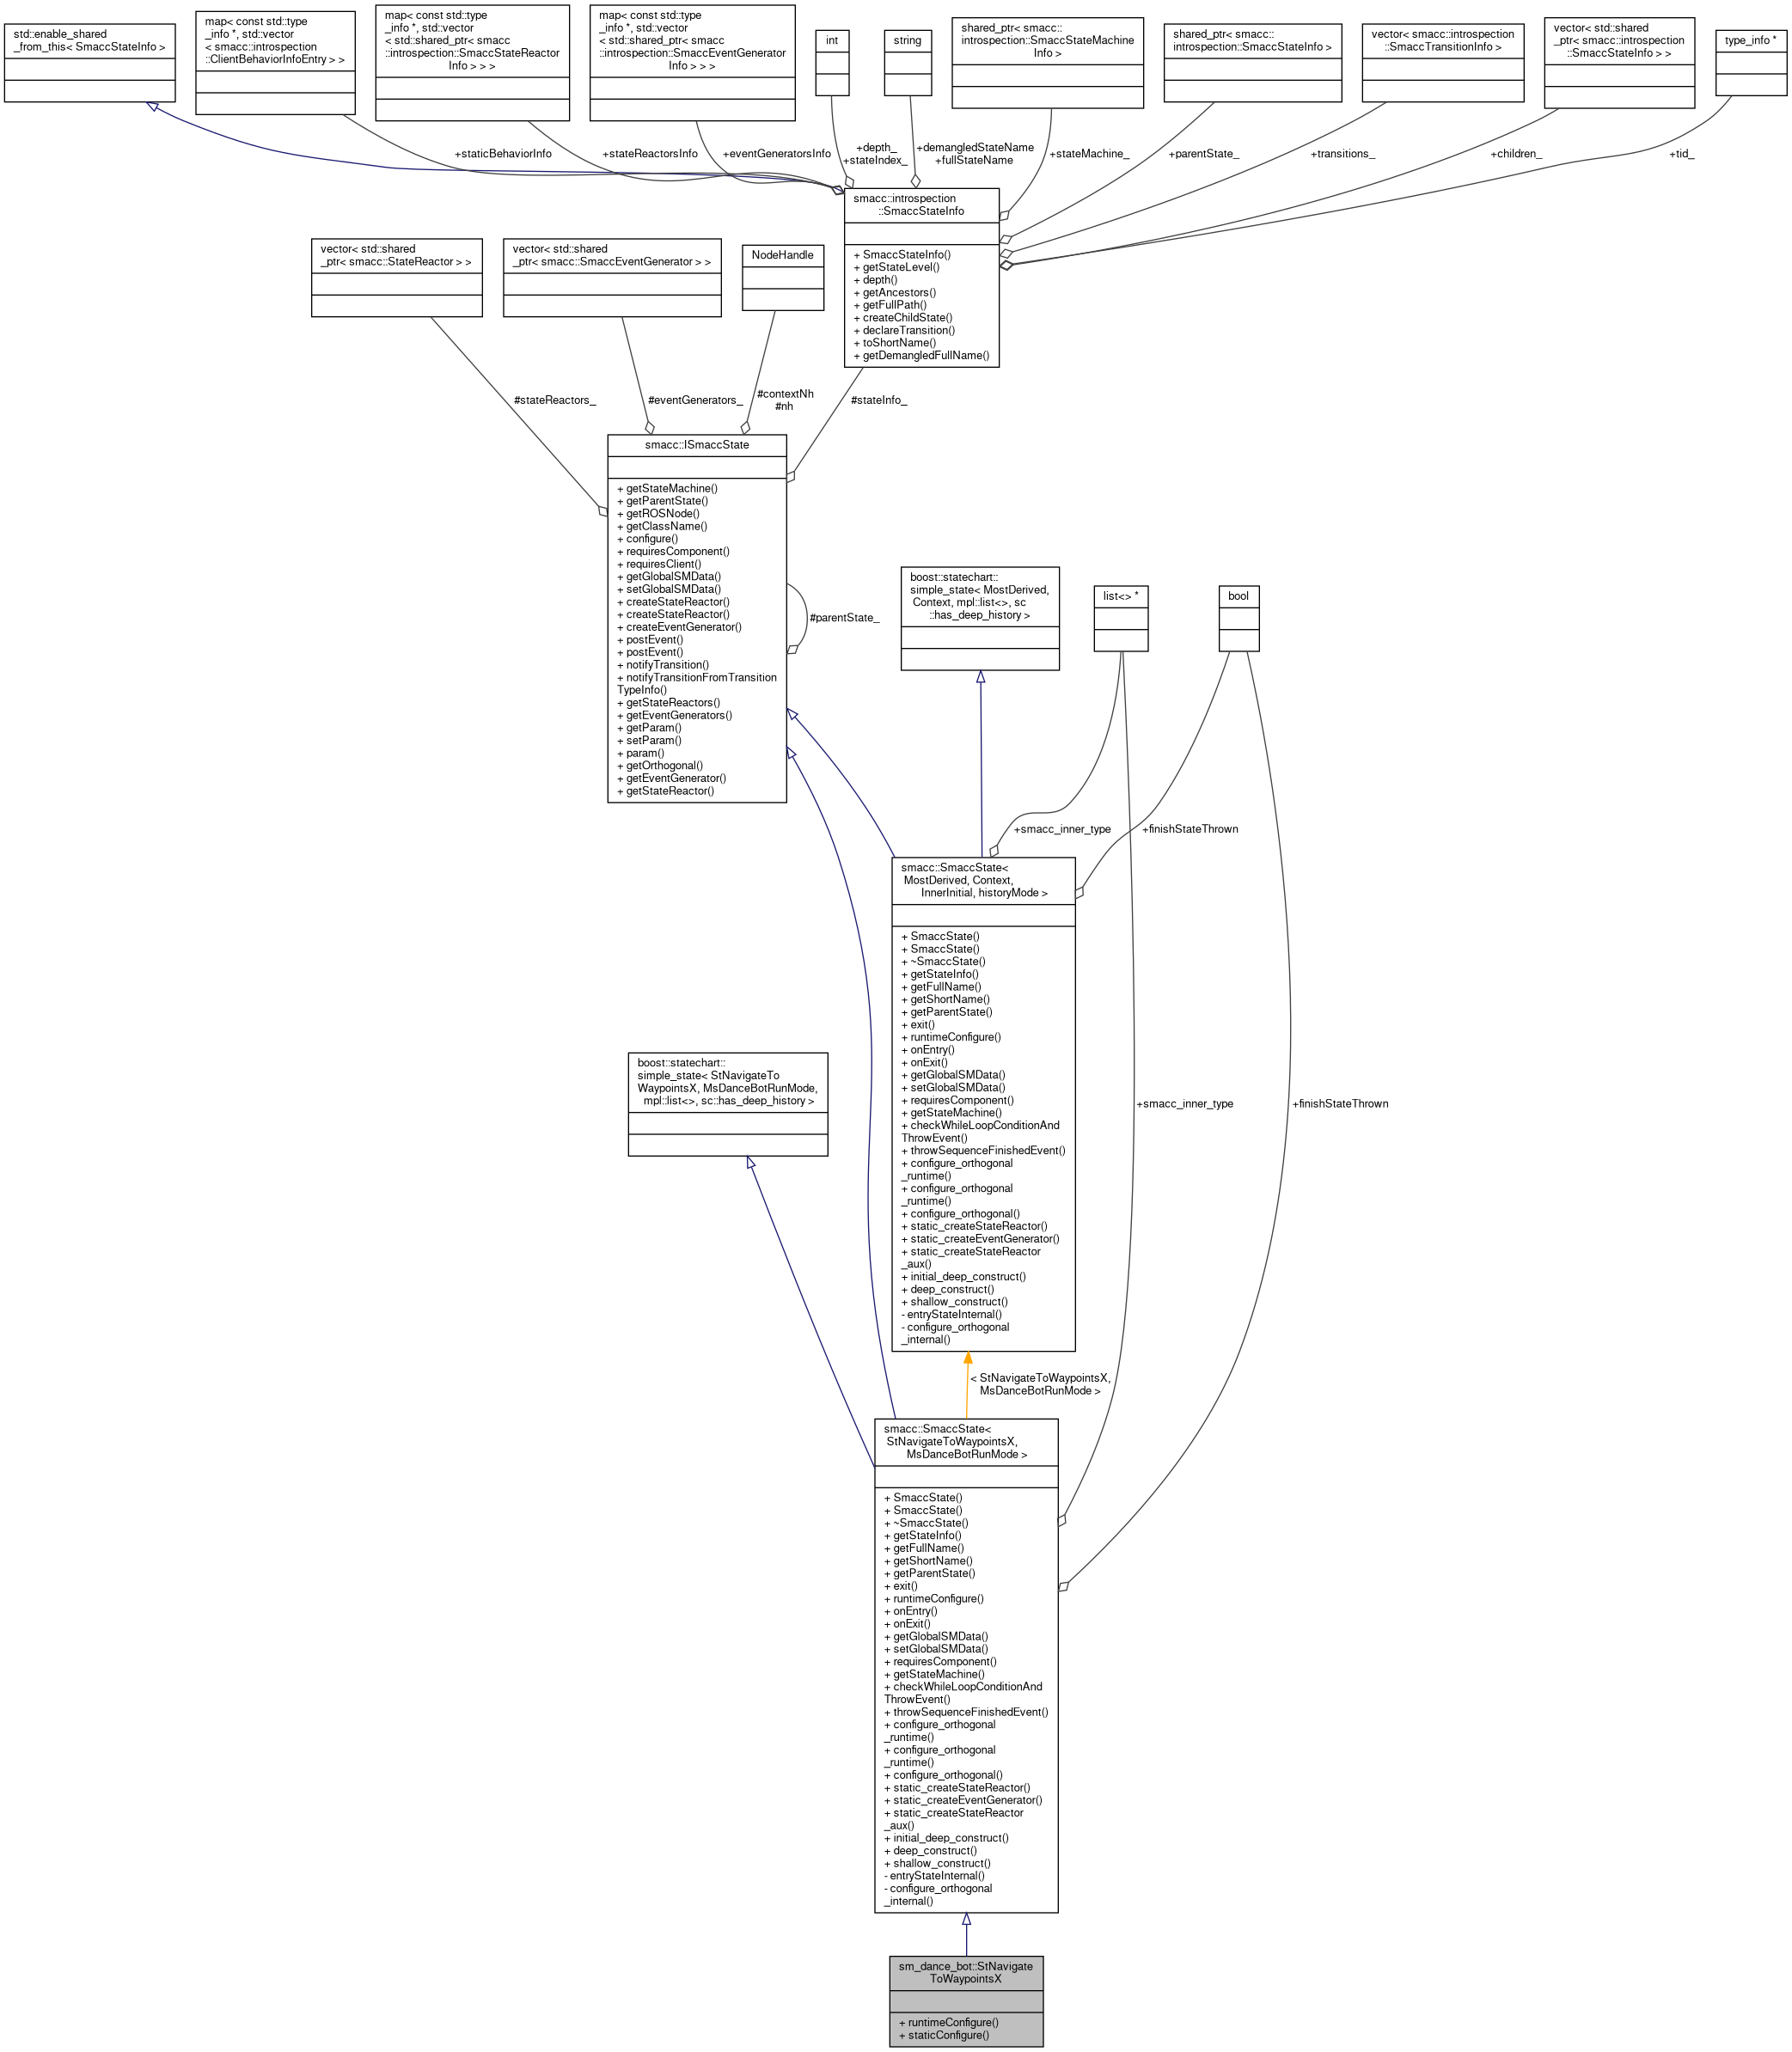 std::enable_shared
_from_this< SmaccStateInfo >
map< const std::type
_info *, std::vector
< smacc::introspection
::ClientBehaviorInfoEntry > >
map< const std::type
_info *, std::vector
< std::shared_ptr< smacc
::introspection::SmaccStateReactor
Info > > >
map< const std::type
_info *, std::vector
< std::shared_ptr< smacc
::introspection::SmaccEventGenerator
Info > > >
int
string
shared_ptr< smacc::
introspection::SmaccStateMachine
Info >
shared_ptr< smacc::
introspection::SmaccStateInfo >
vector< smacc::introspection
::SmaccTransitionInfo >
vector< std::shared
_ptr< smacc::introspection
::SmaccStateInfo > >
type_info *
+staticBehaviorInfo
+stateReactorsInfo
+eventGeneratorsInfo
+depth_
+stateIndex_
+demangledStateName
+fullStateName
+stateMachine_
+parentState_
+transitions_
+children_
+tid_
smacc::introspection
::SmaccStateInfo
+ SmaccStateInfo()
+ getStateLevel()
+ depth()
+ getAncestors()
+ getFullPath()
+ createChildState()
+ declareTransition()
+ toShortName()
+ getDemangledFullName()
vector< std::shared
_ptr< smacc::StateReactor > >
vector< std::shared
_ptr< smacc::SmaccEventGenerator > >
NodeHandle
#stateReactors_
#eventGenerators_
#contextNh
#nh
#stateInfo_
smacc::ISmaccState
+ getStateMachine()
+ getParentState()
+ getROSNode()
+ getClassName()
+ configure()
+ requiresComponent()
+ requiresClient()
+ getGlobalSMData()
+ setGlobalSMData()
+ createStateReactor()
+ createStateReactor()
+ createEventGenerator()
+ postEvent()
+ postEvent()
+ notifyTransition()
+ notifyTransitionFromTransition
TypeInfo()
+ getStateReactors()
+ getEventGenerators()
+ getParam()
+ setParam()
+ param()
+ getOrthogonal()
+ getEventGenerator()
+ getStateReactor()
#parentState_
boost::statechart::
simple_state< MostDerived,
Context, mpl::list<>, sc
::has_deep_history >
list<> *
bool
+smacc_inner_type
+finishStateThrown
smacc::SmaccState<
MostDerived, Context,
InnerInitial, historyMode >
+ SmaccState()
+ SmaccState()
+ ~SmaccState()
+ getStateInfo()
+ getFullName()
+ getShortName()
+ getParentState()
+ exit()
+ runtimeConfigure()
+ onEntry()
+ onExit()
+ getGlobalSMData()
+ setGlobalSMData()
+ requiresComponent()
+ getStateMachine()
+ checkWhileLoopConditionAnd
ThrowEvent()
+ throwSequenceFinishedEvent()
+ configure_orthogonal
_runtime()
+ configure_orthogonal
_runtime()
+ configure_orthogonal()
+ static_createStateReactor()
+ static_createEventGenerator()
+ static_createStateReactor
_aux()
+ initial_deep_construct()
+ deep_construct()
+ shallow_construct()
- entryStateInternal()
- configure_orthogonal
_internal()
boost::statechart::
simple_state< StNavigateTo
WaypointsX, MsDanceBotRunMode,
mpl::list<>, sc::has_deep_history >
+smacc_inner_type
+finishStateThrown
< StNavigateToWaypointsX,
MsDanceBotRunMode >
smacc::SmaccState<
StNavigateToWaypointsX,
MsDanceBotRunMode >
+ SmaccState()
+ SmaccState()
+ ~SmaccState()
+ getStateInfo()
+ getFullName()
+ getShortName()
+ getParentState()
+ exit()
+ runtimeConfigure()
+ onEntry()
+ onExit()
+ getGlobalSMData()
+ setGlobalSMData()
+ requiresComponent()
+ getStateMachine()
+ checkWhileLoopConditionAnd
ThrowEvent()
+ throwSequenceFinishedEvent()
+ configure_orthogonal
_runtime()
+ configure_orthogonal
_runtime()
+ configure_orthogonal()
+ static_createStateReactor()
+ static_createEventGenerator()
+ static_createStateReactor
_aux()
+ initial_deep_construct()
+ deep_construct()
+ shallow_construct()
- entryStateInternal()
- configure_orthogonal
_internal()
sm_dance_bot::StNavigate
ToWaypointsX
+ runtimeConfigure()
+ staticConfigure()